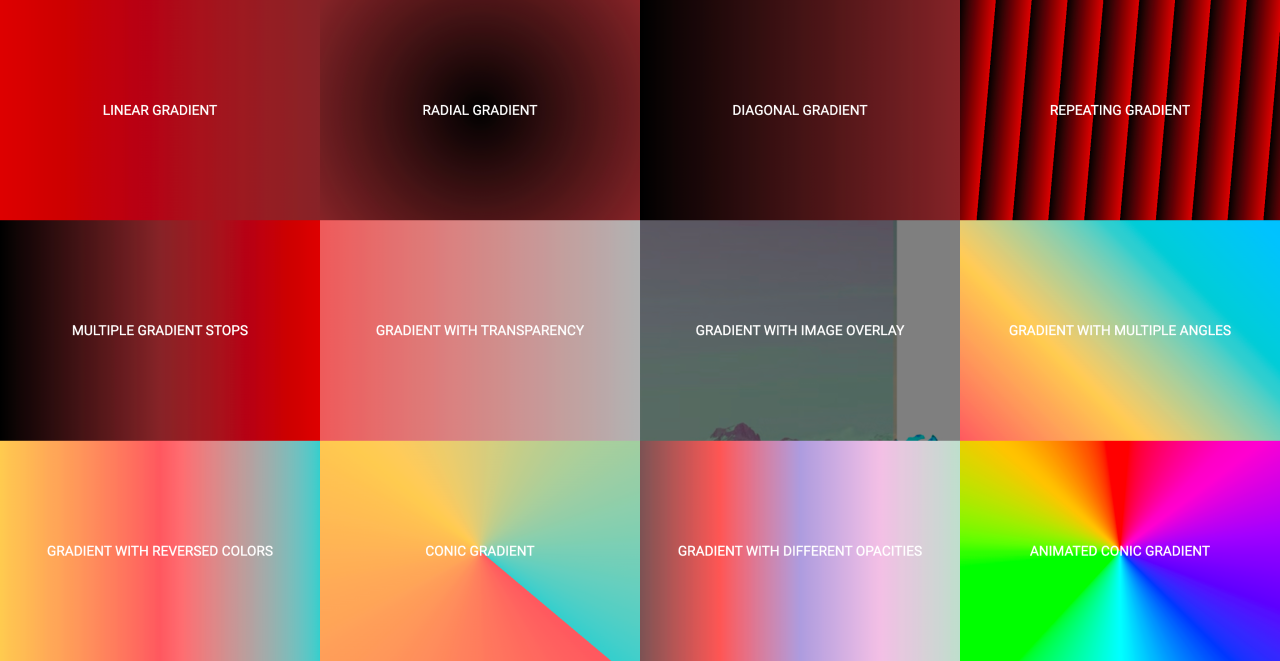 LINEAR GRADIENT
RADIAL GRADIENT
DIAGONAL GRADIENT
REPEATING GRADIENT
MULTIPLE GRADIENT STOPS
GRADIENT WITH TRANSPARENCY
GRADIENT WITH IMAGE OVERLAY
GRADIENT WITH MULTIPLE ANGLES
GRADIENT WITH REVERSED COLORS
CONIC GRADIENT
GRADIENT WITH DIFFERENT OPACITIES
ANIMATED CONIC GRADIENT